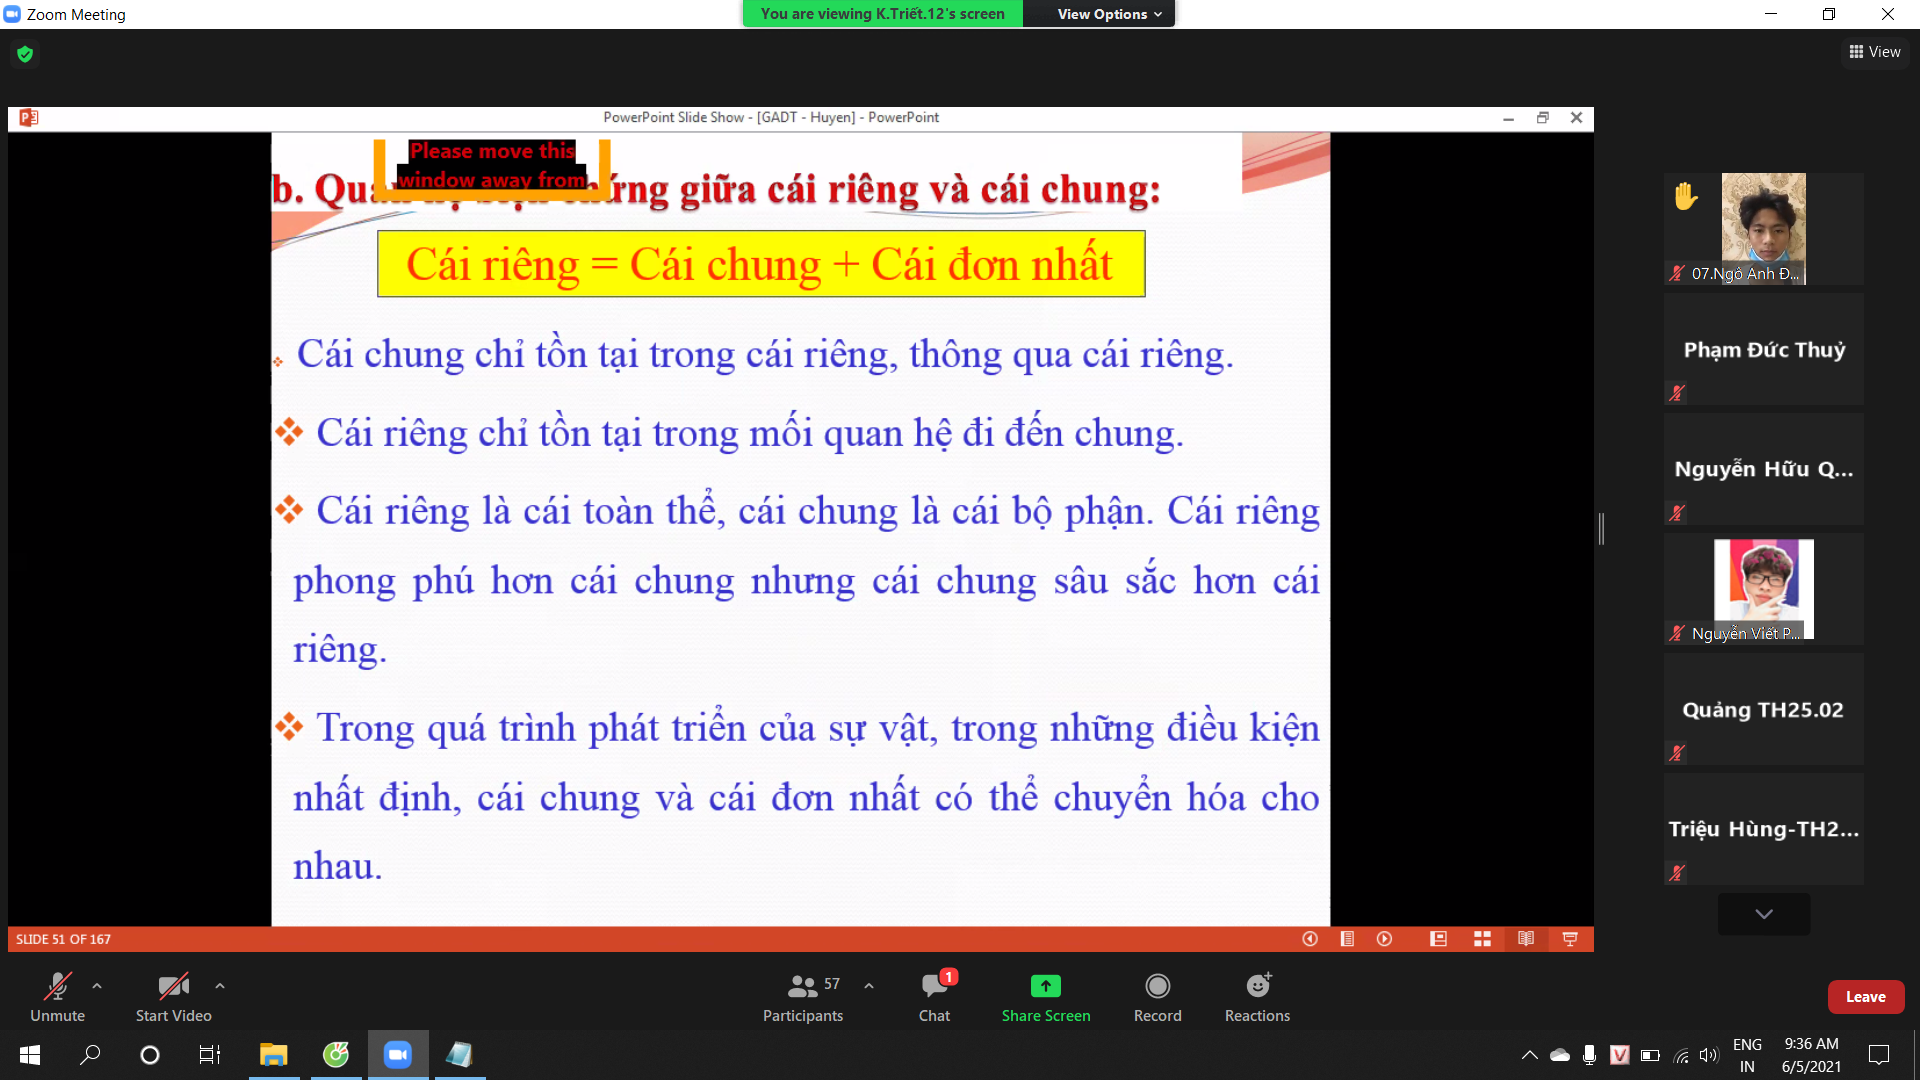 Zoom Meeting
You are viewing K.Triết.12's screen
View Options
View
PowerPoint Slide Show - [GADT - Huyen] - PowerPoint
Please move this
window away from
b. Qua chứng giữa cái riêng và cái chung:
Cái riêng = Cái chung + Cái đơn nhất
Cái chung chỉ tồn tại trong cái riêng, thông qua cái riêng.
Cái riêng chỉ tồn tại trong mối quan hệ đi đến chung.
Cái riêng là cái toàn thể, cái chung là cái bộ phận. Cái riêng
phong phú hơn cái chung nhưng cái chung sâu sắc hơn cái
riêng.
Trong quá trình phát triển của sự vật, trong những điều kiện
nhất định, cái chung và cái đơn nhất có thể chuyển hóa cho
nhau.
SLIDE 51 OF 167
07.Ngô Ánh Đ...
Phạm Đức Thuỷ
Nguyễn Hữu Q...
Nguyễn Viết P...
Quảng TH25.02
Triệu Hùng-TH2...
Unmute
Start Video
57
Participants
1
Chat
Share Screen
Record
Reactions
Leave
ENG
IN
9:36 AM
6/5/2021